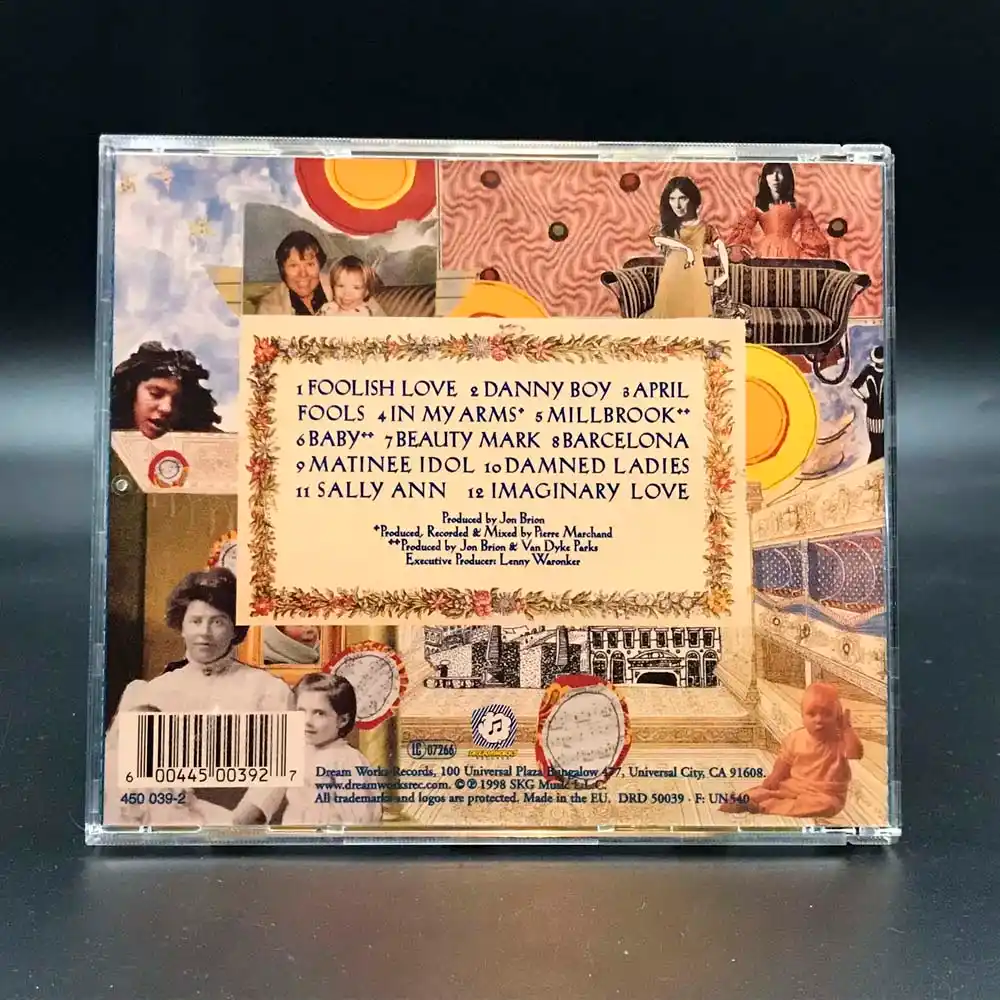 1 FOOLISH LOVE 2 DANNY BOY 3 APRIL
FOOLS 4 IN MY ARMS* 5 MILLBROOK**
6 BABY** 7 BEAUTY MARK 8 BARCELONA
9 MATINEE IDOL 10 DAMNED LADIES
11 SALLY ANN 12 IMAGINARY LOVE
Produced by Jon Brion
*Produced, Recorded & Mixed by Pierre Marchand
**Produced by Jon Brion & Van Dyke Parks
Executive Producer: Lenny Waronker
6 00445 00392 7
450 039-2
LC 07266
DREAMWORKS
Dream Works Records, 100 Universal Plaza Bungalow 477, Universal City, CA 91608.
www.dreamworksrec.com. © ℗ 1998 SKG Music L.L.C.
All trademarks and logos are protected. Made in the EU. DRD 50039 · F: UN 540